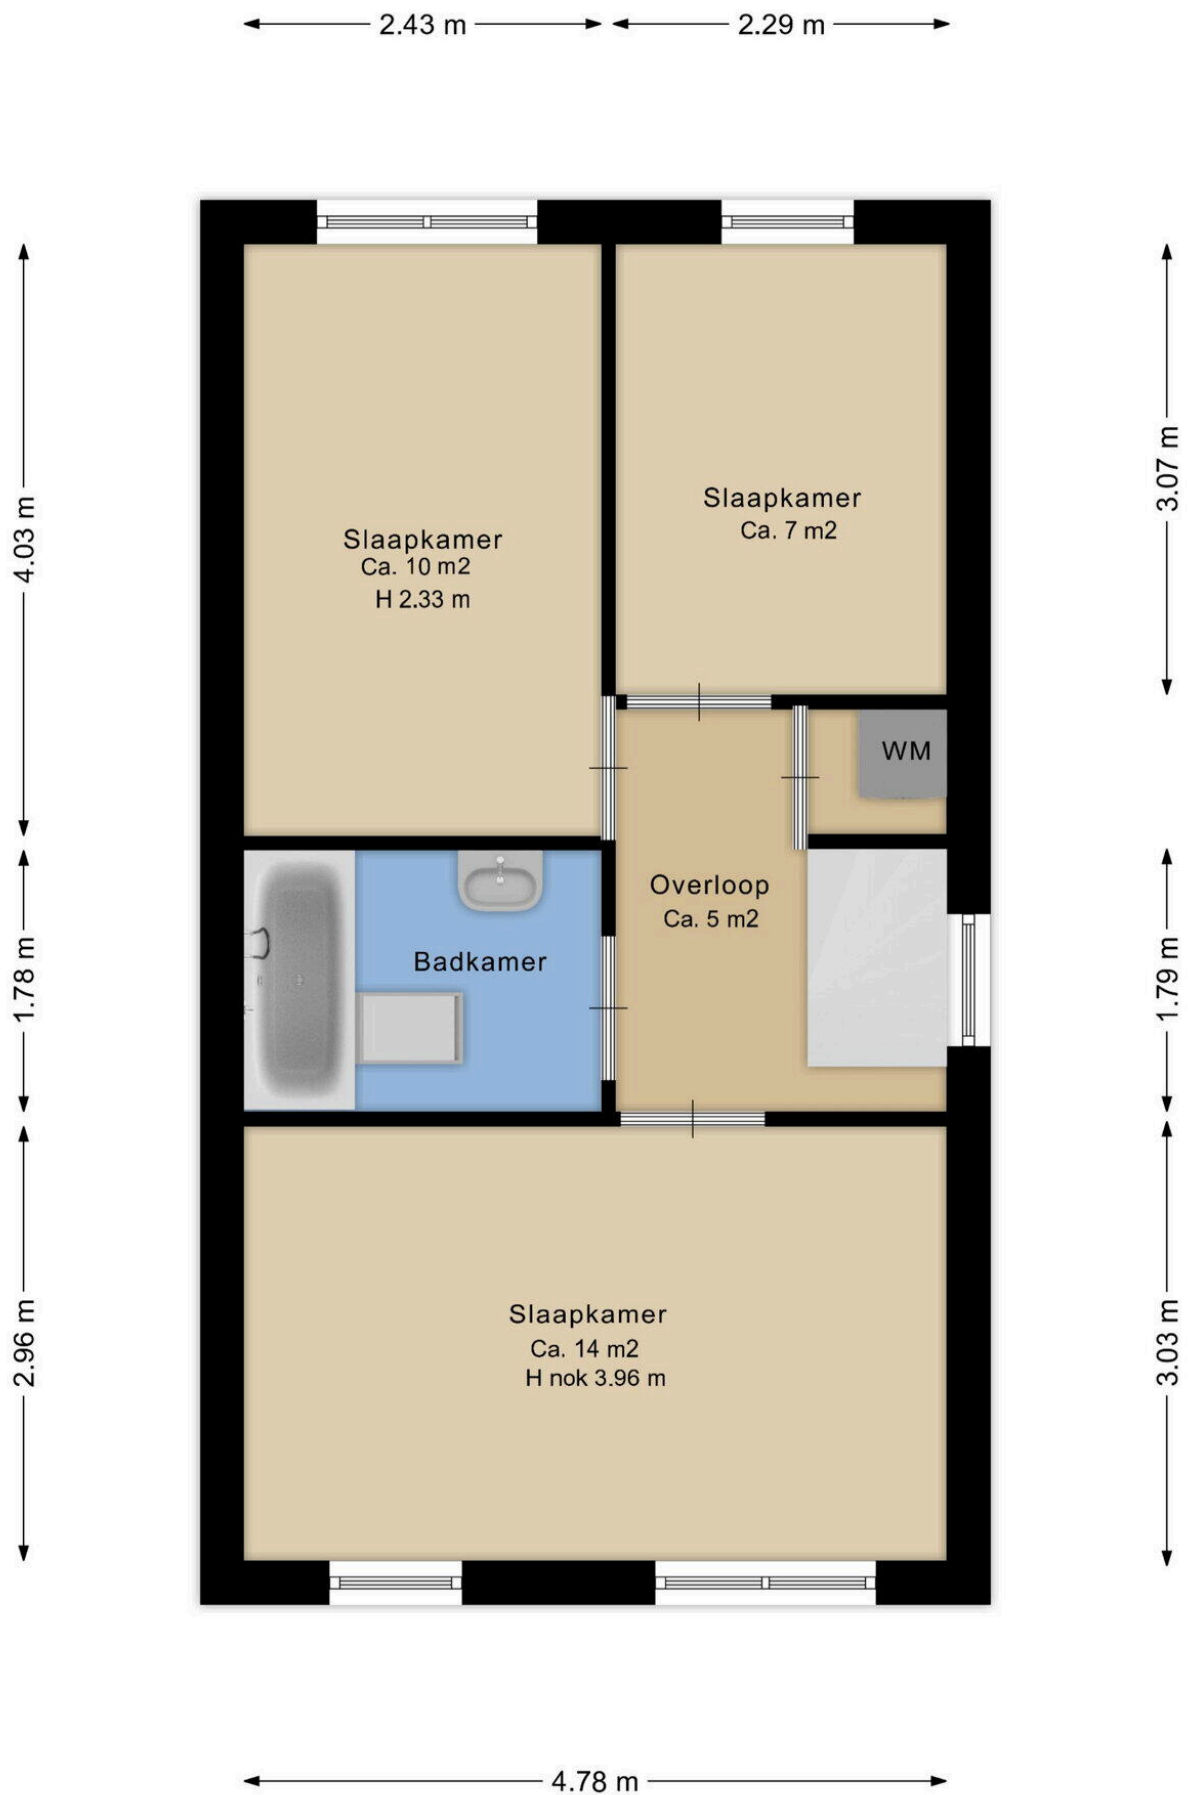 2.43 m
2.29 m
4.03 m
3.07 m
Slaapkamer
Ca. 7 m2
Slaapkamer
Ca. 10 m2
H 2.33 m
WM
Overloop
Ca. 5 m2
Badkamer
1.78 m
1.79 m
Slaapkamer
Ca. 14 m2
H nok 3.96 m
2.96 m
3.03 m
4.78 m